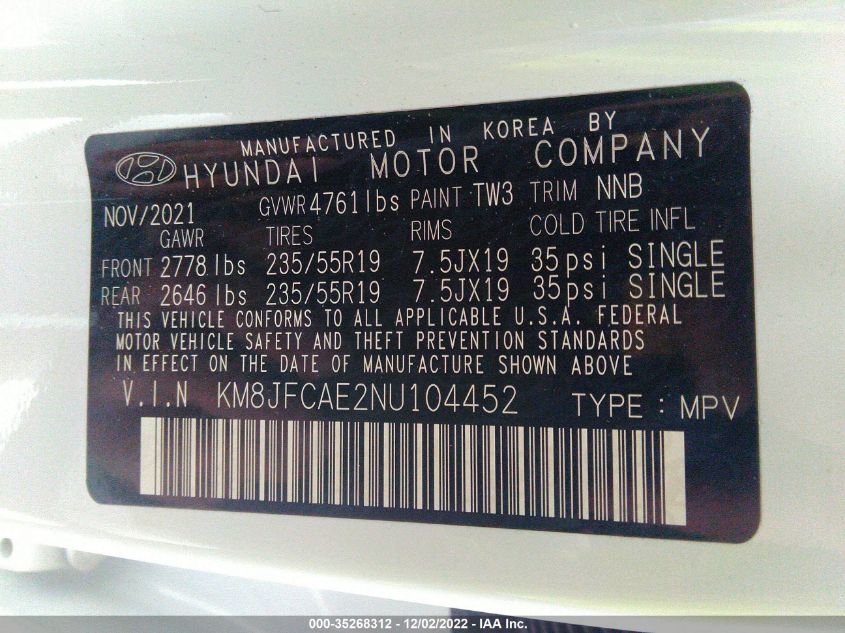 MANUFACTURED IN KOREA BY
HYUNDAI MOTOR COMPANY
NOV/2021 GVWR 4761 lbs PAINT TW3 TRIM NNB
GAWR TIRES RIMS COLD TIRE INFL
FRONT 2778 lbs 235/55R19 7.5JX19 35psi SINGLE
REAR 2646 lbs 235/55R19 7.5JX19 35psi SINGLE
THIS VEHICLE CONFORMS TO ALL APPLICABLE U.S.A. FEDERAL
MOTOR VEHICLE SAFETY AND THEFT PREVENTION STANDARDS
IN EFFECT ON THE DATE OF MANUFACTURE SHOWN ABOVE
V.I.N KM8JFCAE2NU104452 TYPE : MPV
000-35268312 - 12/02/2022 - IAA Inc.